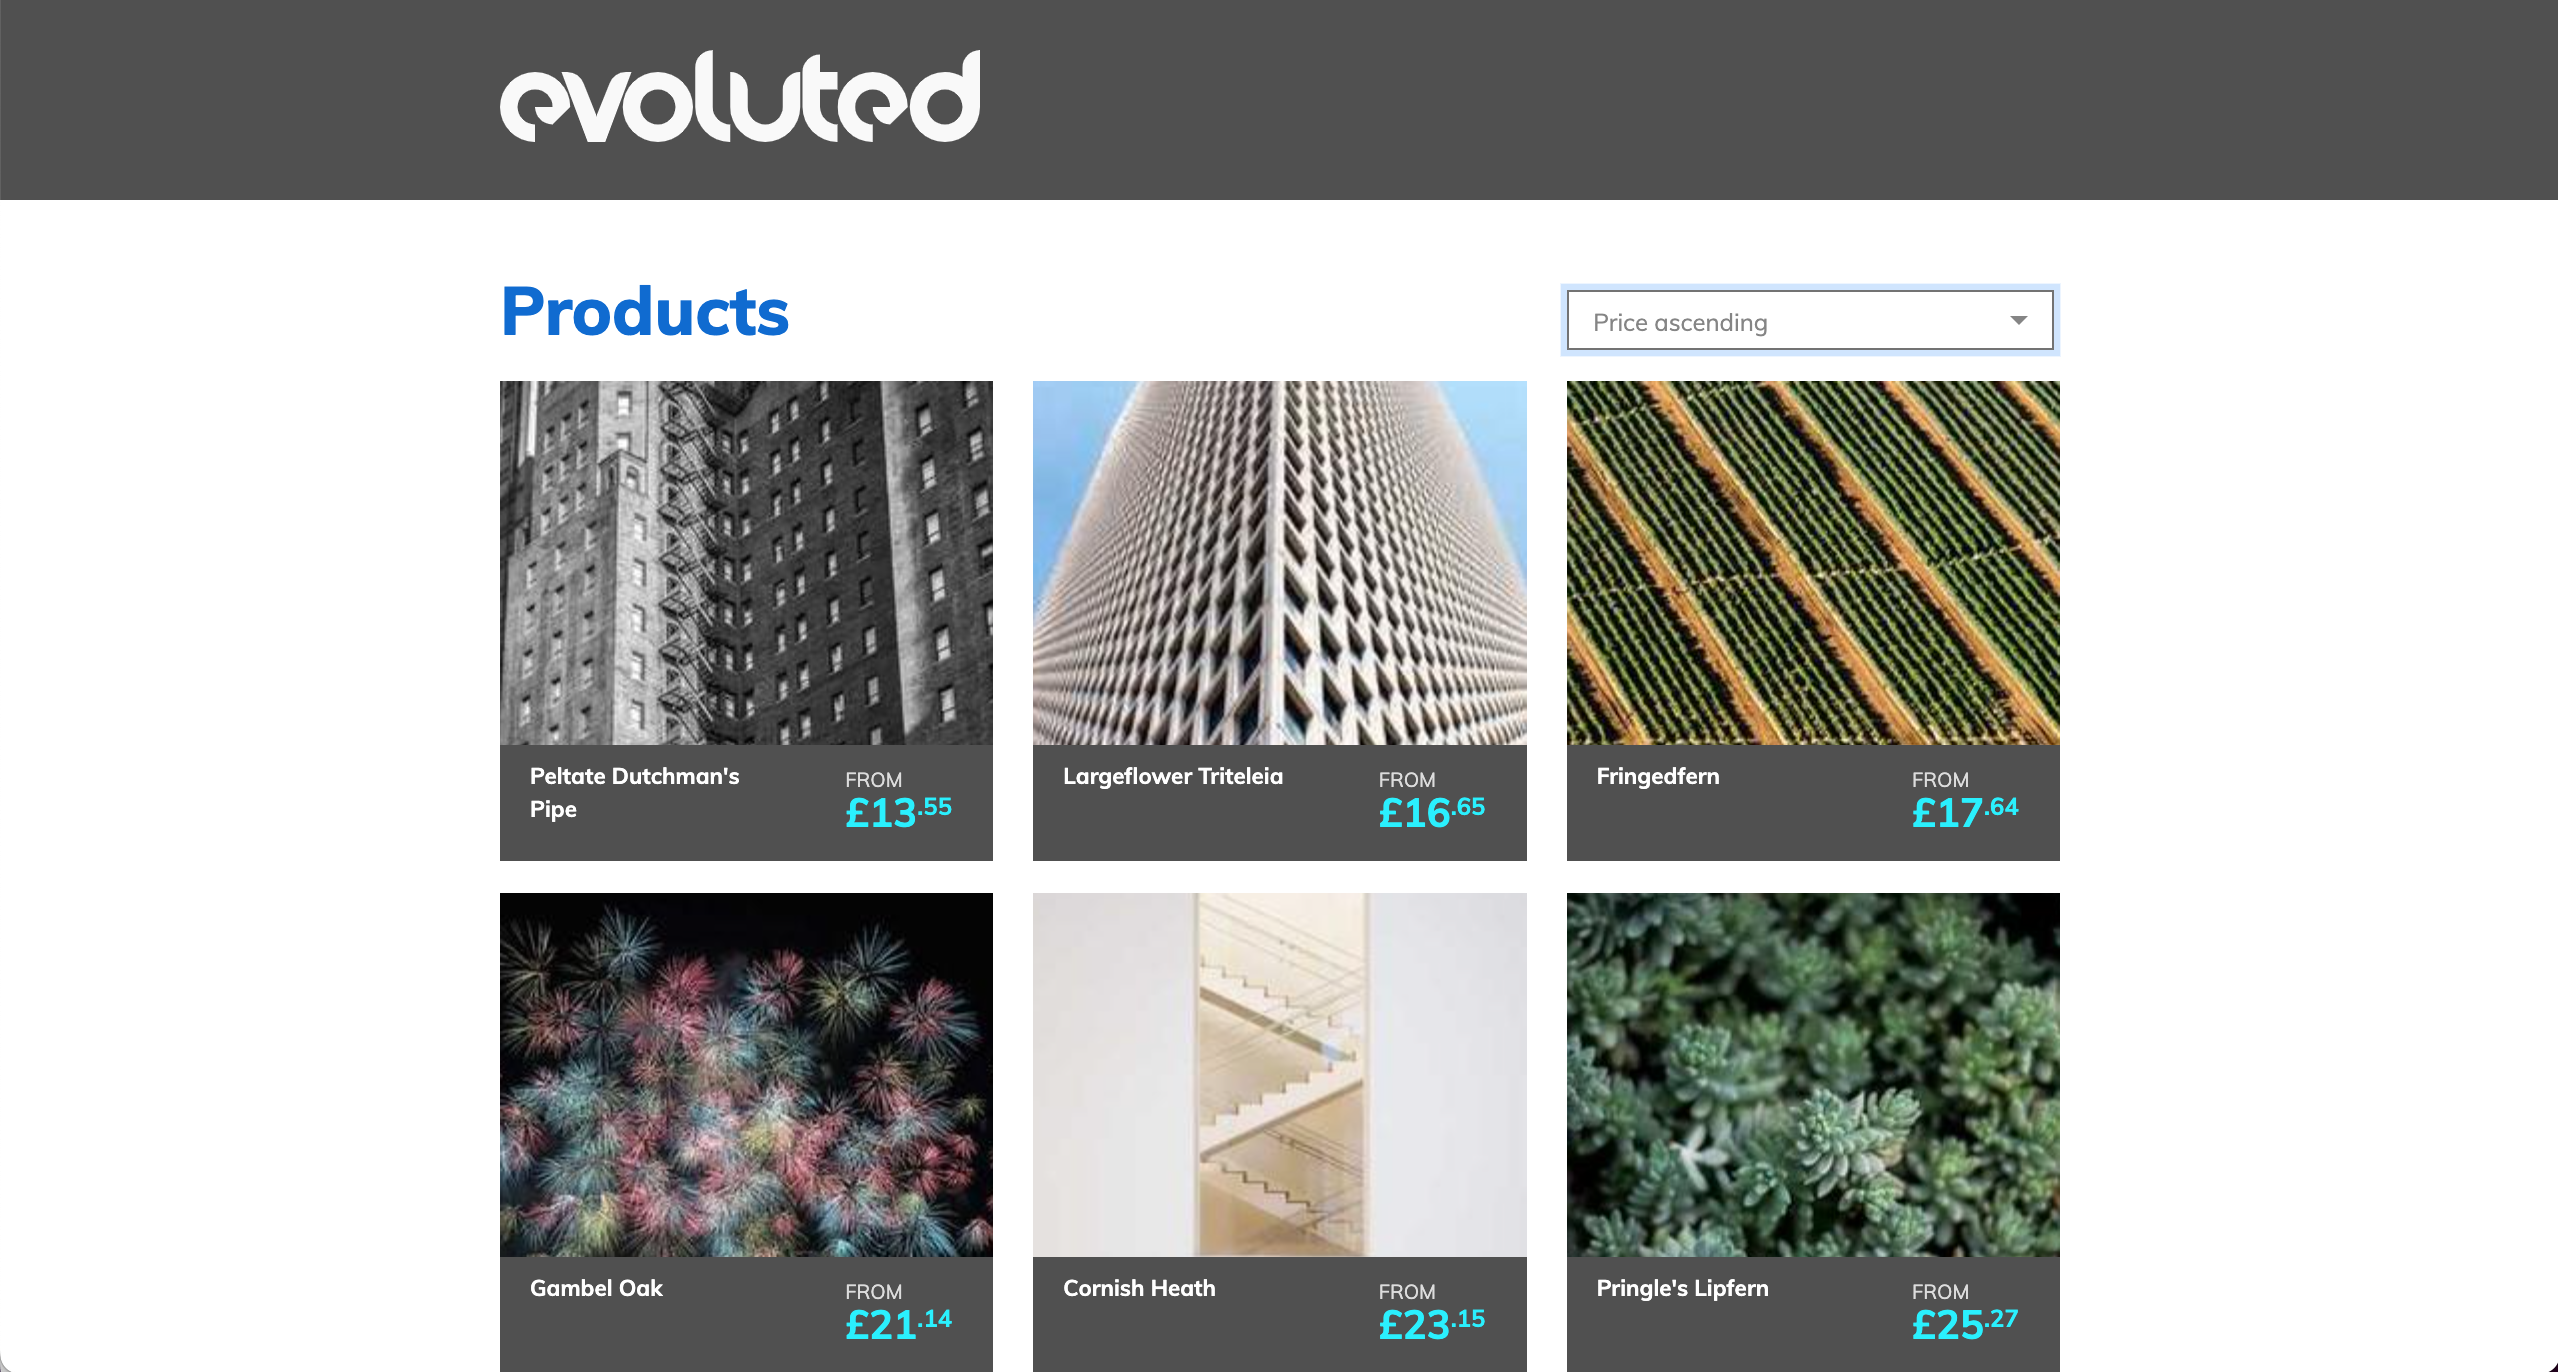 evoluted
Products
Price ascending
Peltate Dutchman's
Pipe
FROM
£13.55
Largeflower Triteleia
FROM
£16.65
Fringedfern
FROM
£17.64
Gambel Oak
FROM
£21.14
Cornish Heath
FROM
£23.15
Pringle's Lipfern
FROM
£25.27